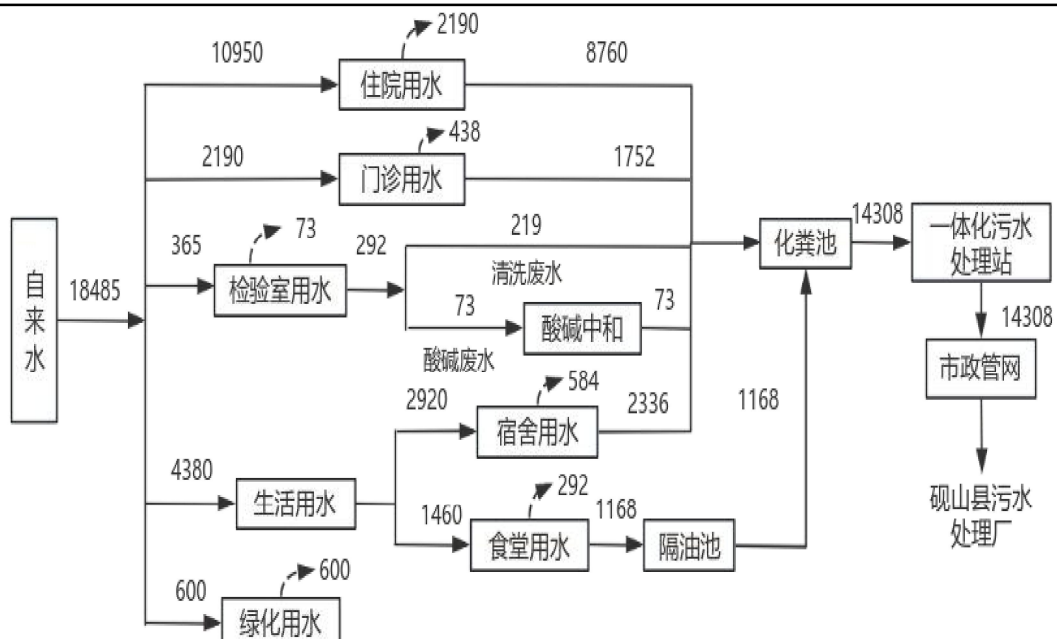 2190
10950
住院用水
8760
438
2190
门诊用水
1752
自来水
18485
365
73
检验室用水
292
219
清洗废水
73
酸碱废水
酸碱中和
73
化粪池
14308
一体化污水
处理站
14308
市政管网
砚山县污水
处理厂
2920
584
宿舍用水
2336
1168
4380
生活用水
1460
292
食堂用水
1168
隔油池
600
600
绿化用水